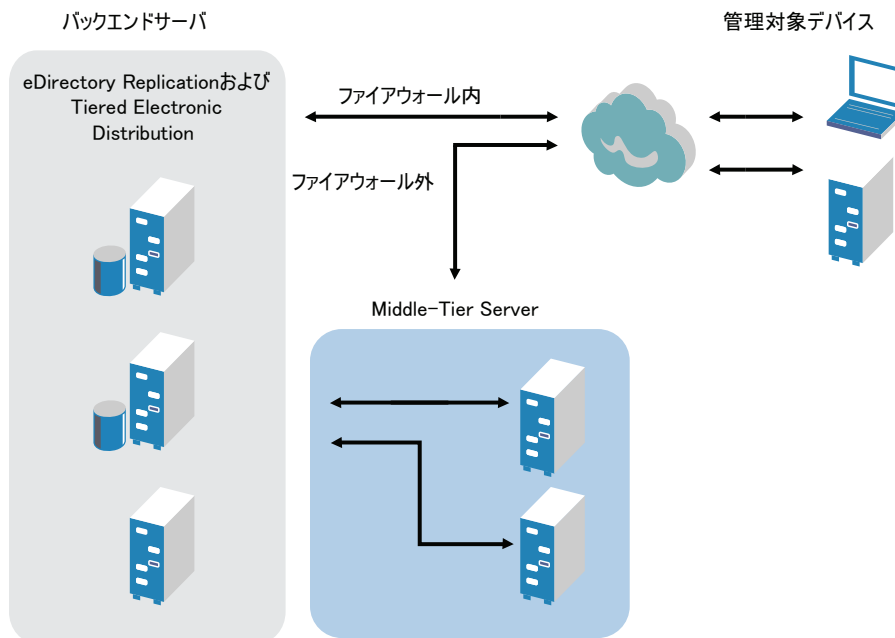 バックエンドサーバ
管理対象デバイス
eDirectory Replicationおよび
Tiered Electronic
Distribution
ファイアウォール内
ファイアウォール外
Middle-Tier Server